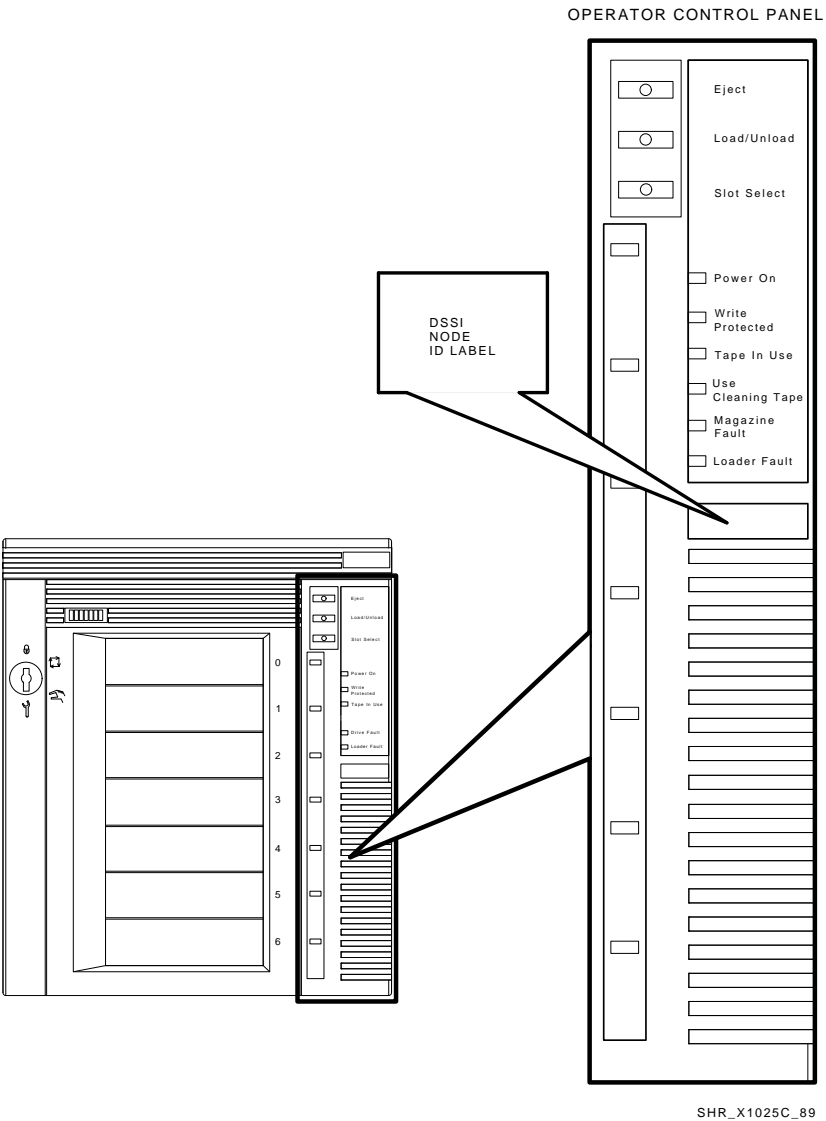 OPERATOR CONTROL PANEL
Eject
Load/Unload
Slot Select
Power On
Write
Protected
Tape In Use
Use
Cleaning Tape
Magazine
Fault
Loader Fault
DSSI
NODE
ID LABEL
Eject
Load/Unload
Slot Select
0
Power On
Write
Protected
1
Tape In Use
Drive Fault
2
Loader Fault
3
4
5
6
SHR_X1025C_89